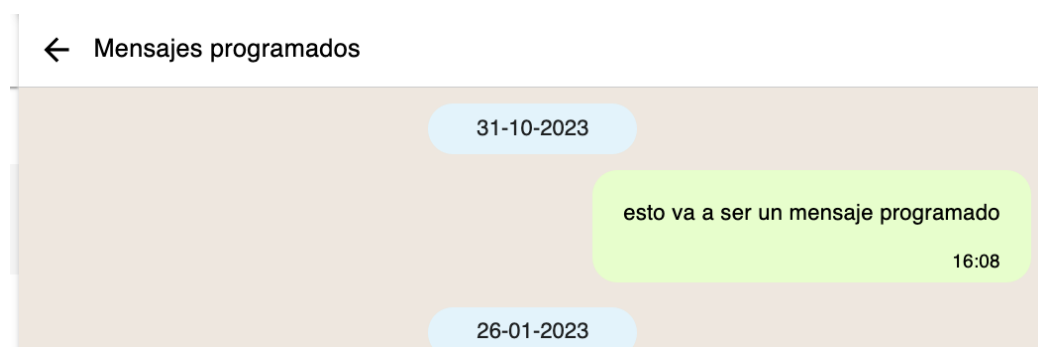 Mensajes programados
31-10-2023
esto va a ser un mensaje programado
16:08
26-01-2023